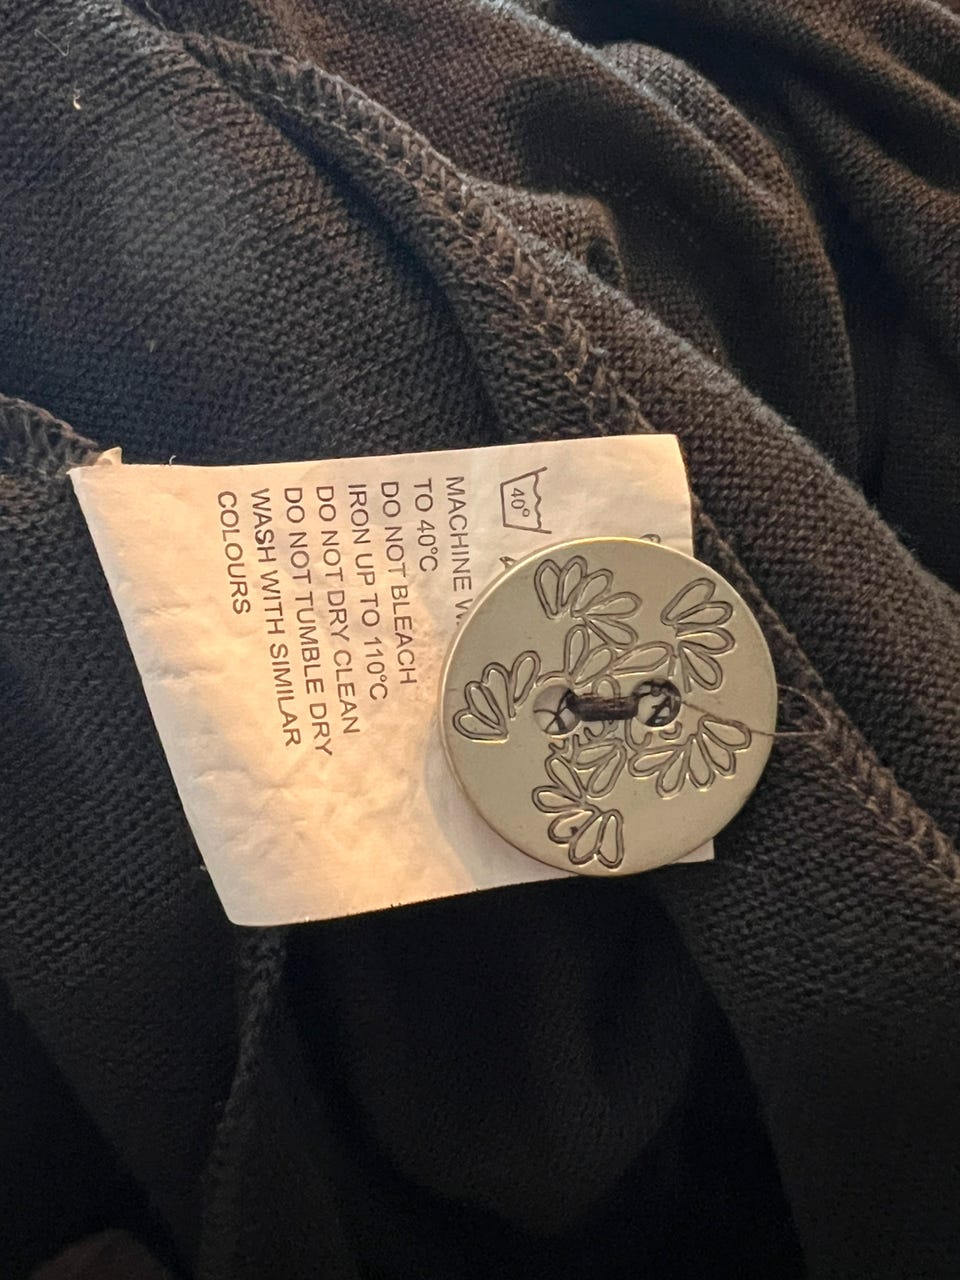 40°
MACHINE
TO 40°C
DO NOT BLEACH
IRON UP TO 110°C
DO NOT DRY CLEAN
DO NOT TUMBLE DRY
WASH WITH SIMILAR
COLOURS